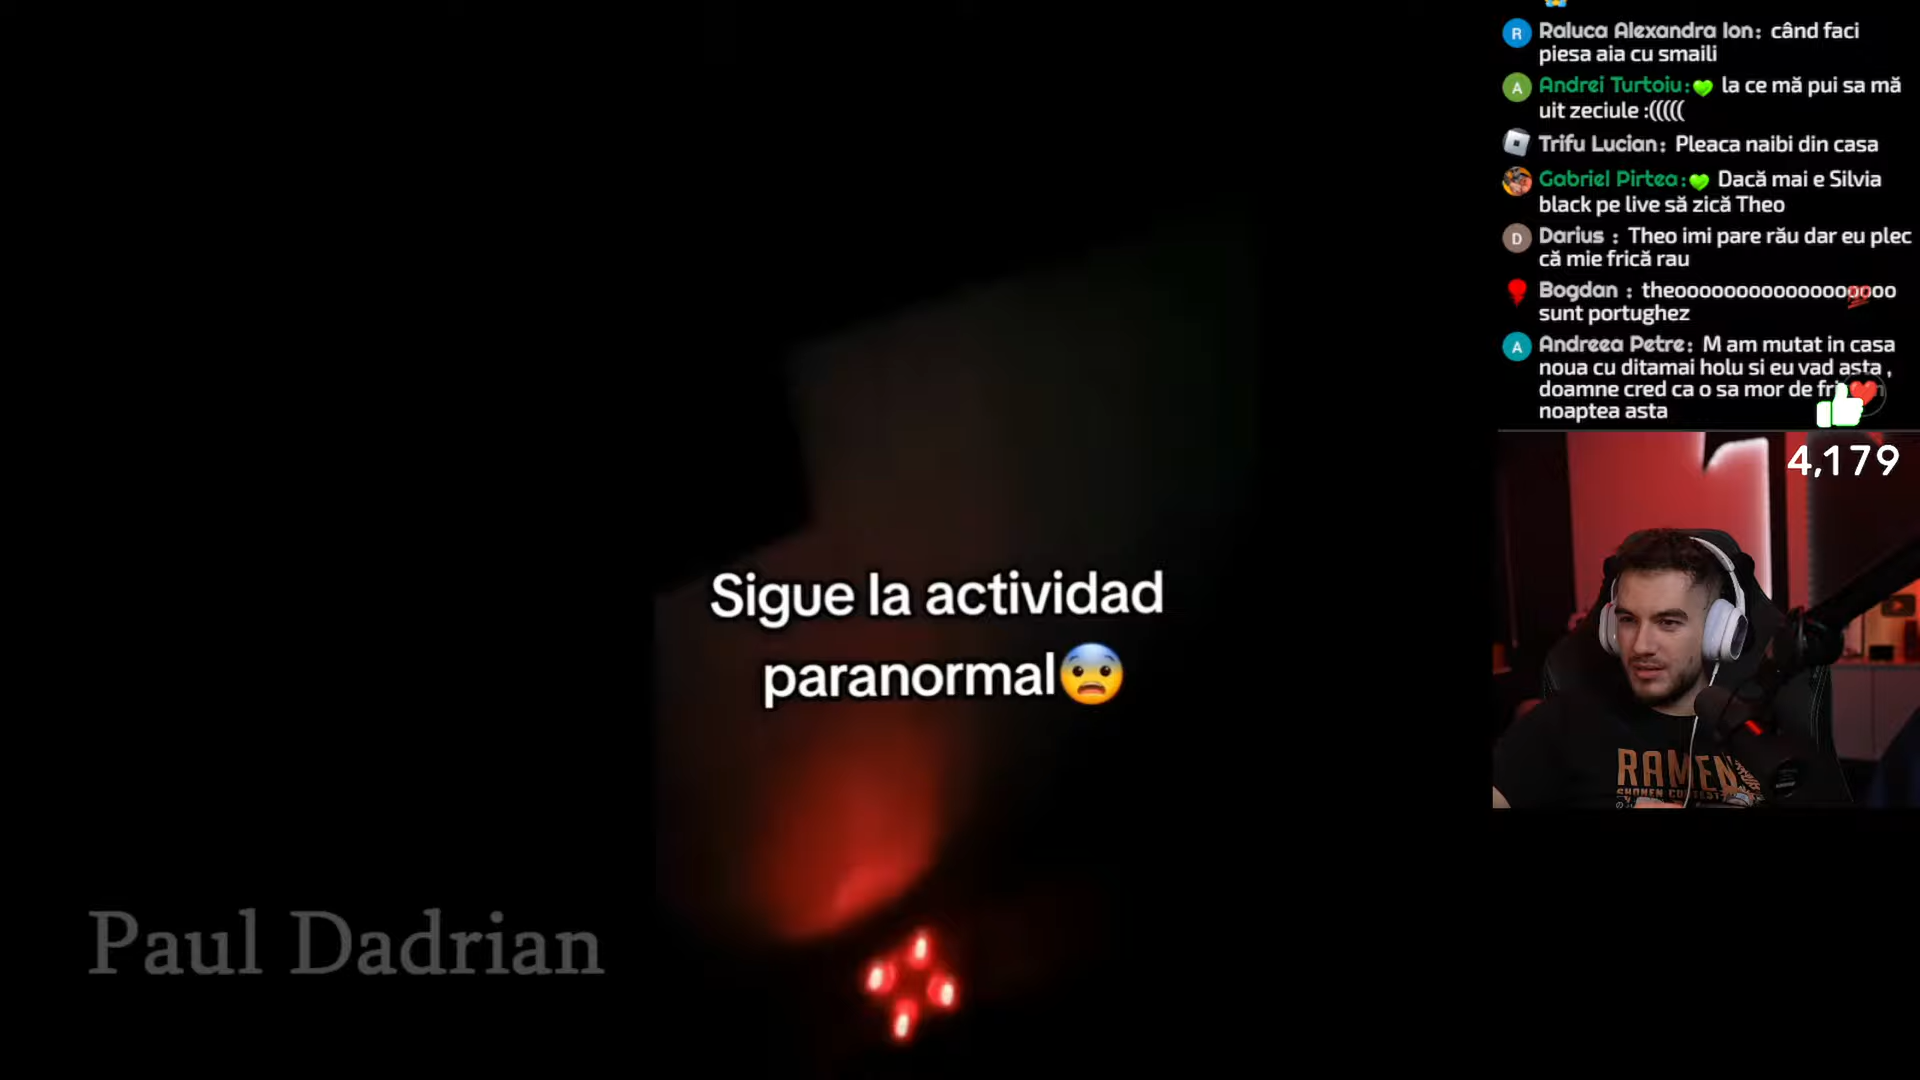 Raluca Alexandra Ion: când faci
piesa aia cu smaili
Andrei Turtoiu: la ce mă pui sa mă
uit zeciule :(((((
Trifu Lucian: Pleaca naibi din casa
Gabriel Pirtea: Dacă mai e Silvia
black pe live să zică Theo
Darius : Theo imi pare rău dar eu plec
că mie frică rau
Bogdan : theoooooooooooooooooo
sunt portughez
Andreea Petre: M am mutat in casa
noua cu ditamai holu si eu vad asta ,
doamne cred ca o sa mor de
noaptea asta
4,179
Sigue la actividad
paranormal😨
RAMEN
Paul Dadrian